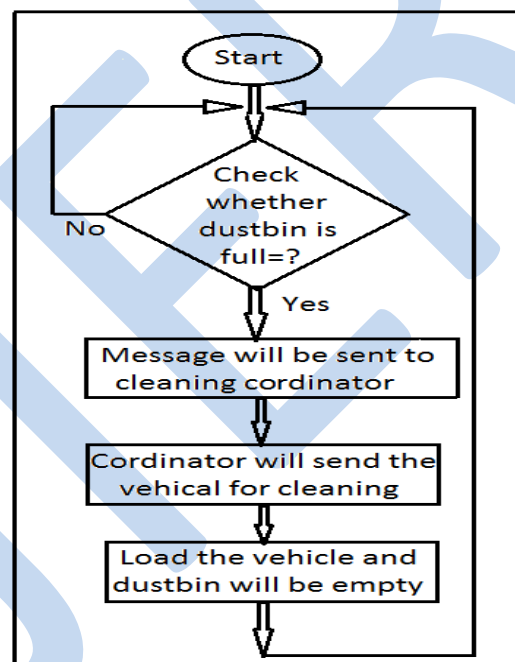 Start
Check
whether
dustbin is
full=?
No
Yes
Message will be sent to
cleaning cordinator
Cordinator will send the
vehical for cleaning
Load the vehicle and
dustbin will be empty